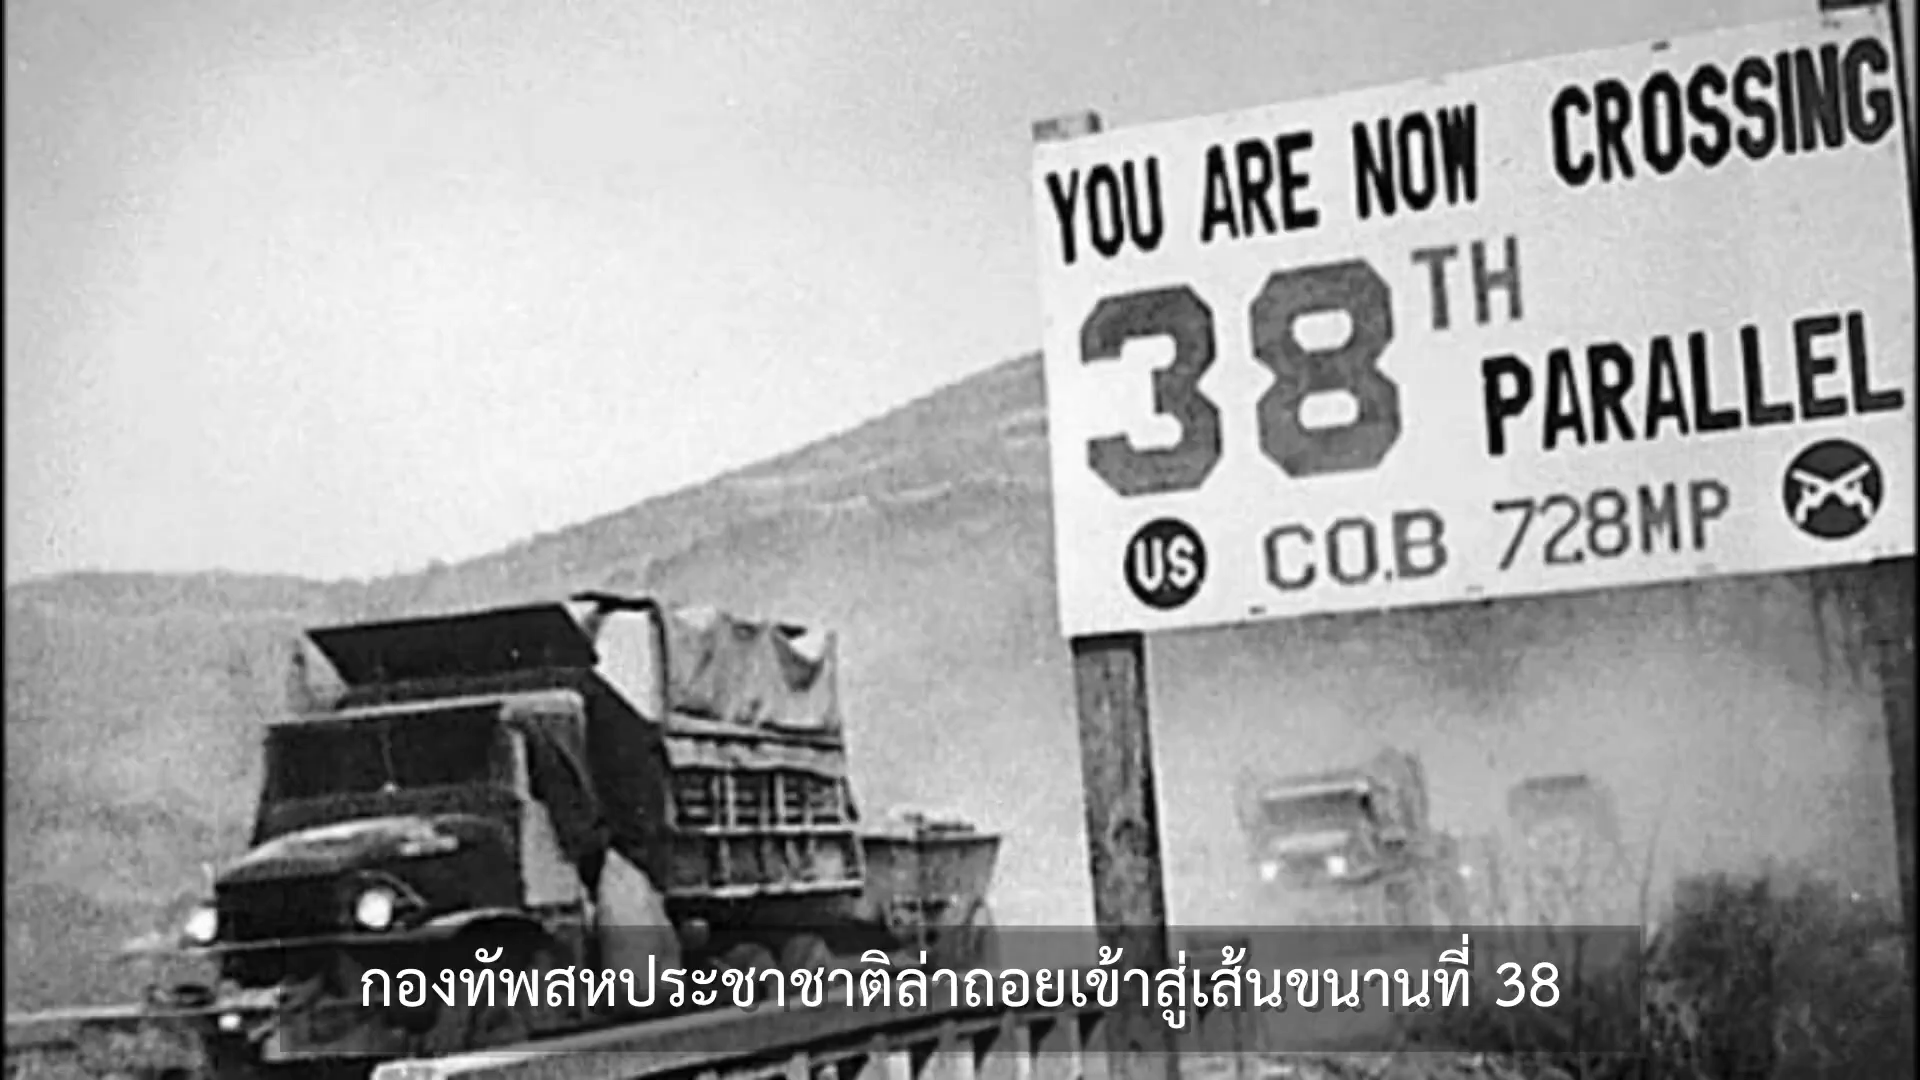 YOU ARE NOW CROSSING
38TH
PARALLEL
U.S CO.B 728MP
กองทัพสหประชาชาติล่าถอยเข้าสู่เส้นขนานที่ 38